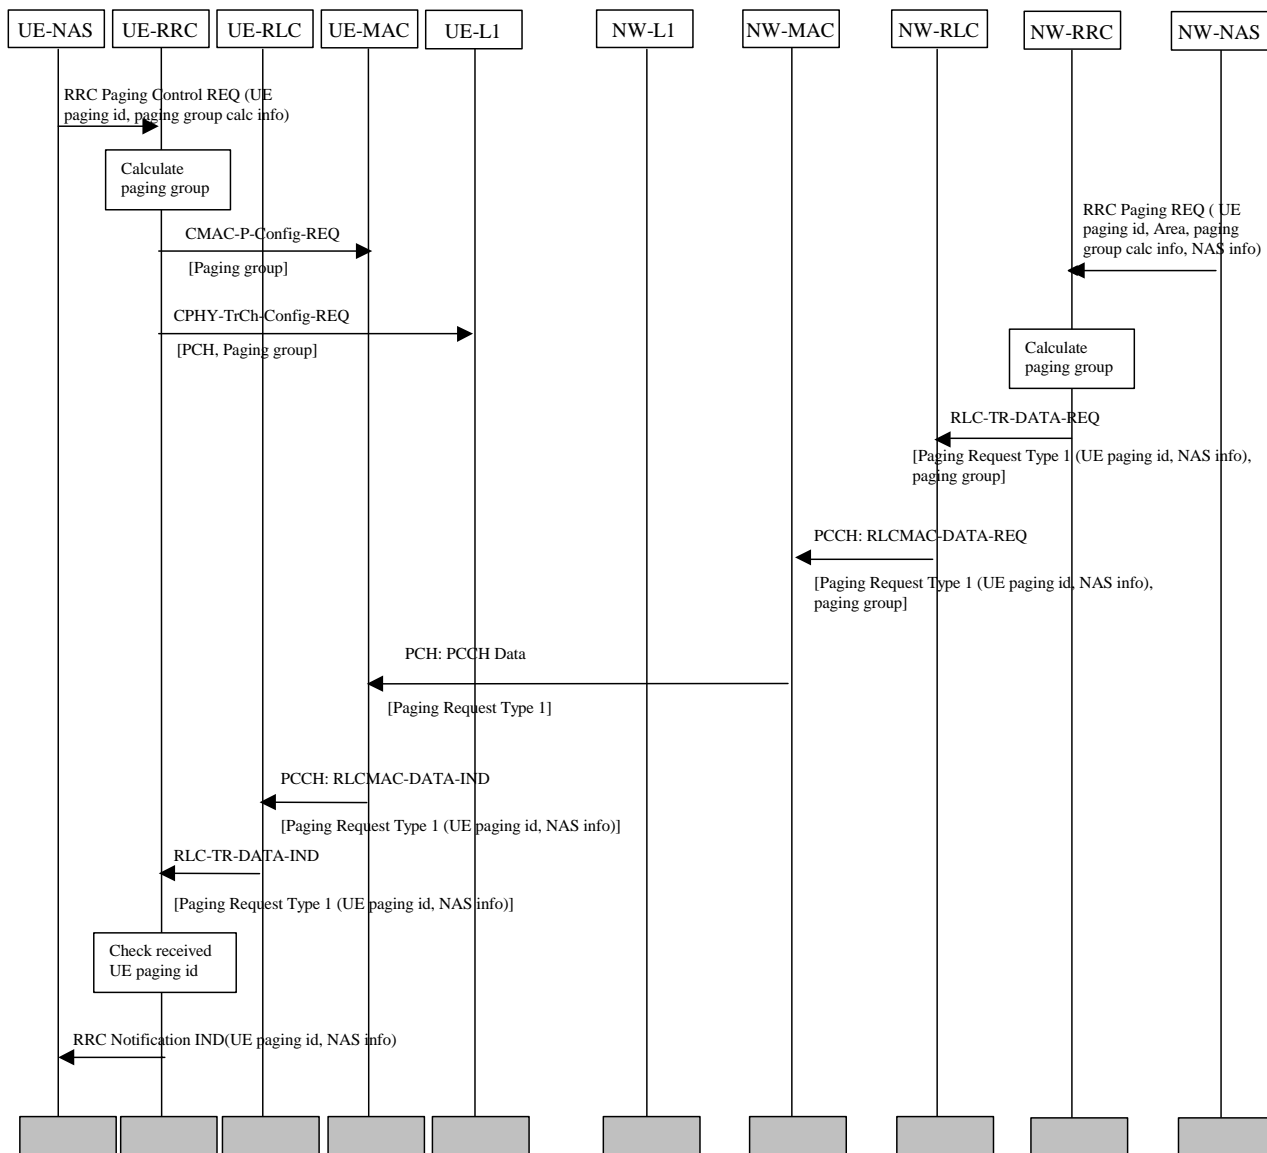 UE-NAS
UE-RRC
UE-RLC
UE-MAC
UE-L1
NW-L1
NW-MAC
NW-RLC
NW-RRC
NW-NAS
RRC Paging Control REQ (UE
paging id, paging group calc info)
Calculate
paging group
CMAC-P-Config-REQ
[Paging group]
RRC Paging REQ ( UE
paging id, Area, paging
group calc info, NAS info)
CPHY-TrCh-Config-REQ
[PCH, Paging group]
Calculate
paging group
RLC-TR-DATA-REQ
[Paging Request Type 1 (UE paging id, NAS info),
paging group]
PCCH: RLCMAC-DATA-REQ
[Paging Request Type 1 (UE paging id, NAS info),
paging group]
PCH: PCCH Data
[Paging Request Type 1]
PCCH: RLCMAC-DATA-IND
[Paging Request Type 1 (UE paging id, NAS info)]
RLC-TR-DATA-IND
[Paging Request Type 1 (UE paging id, NAS info)]
Check received
UE paging id
RRC Notification IND(UE paging id, NAS info)